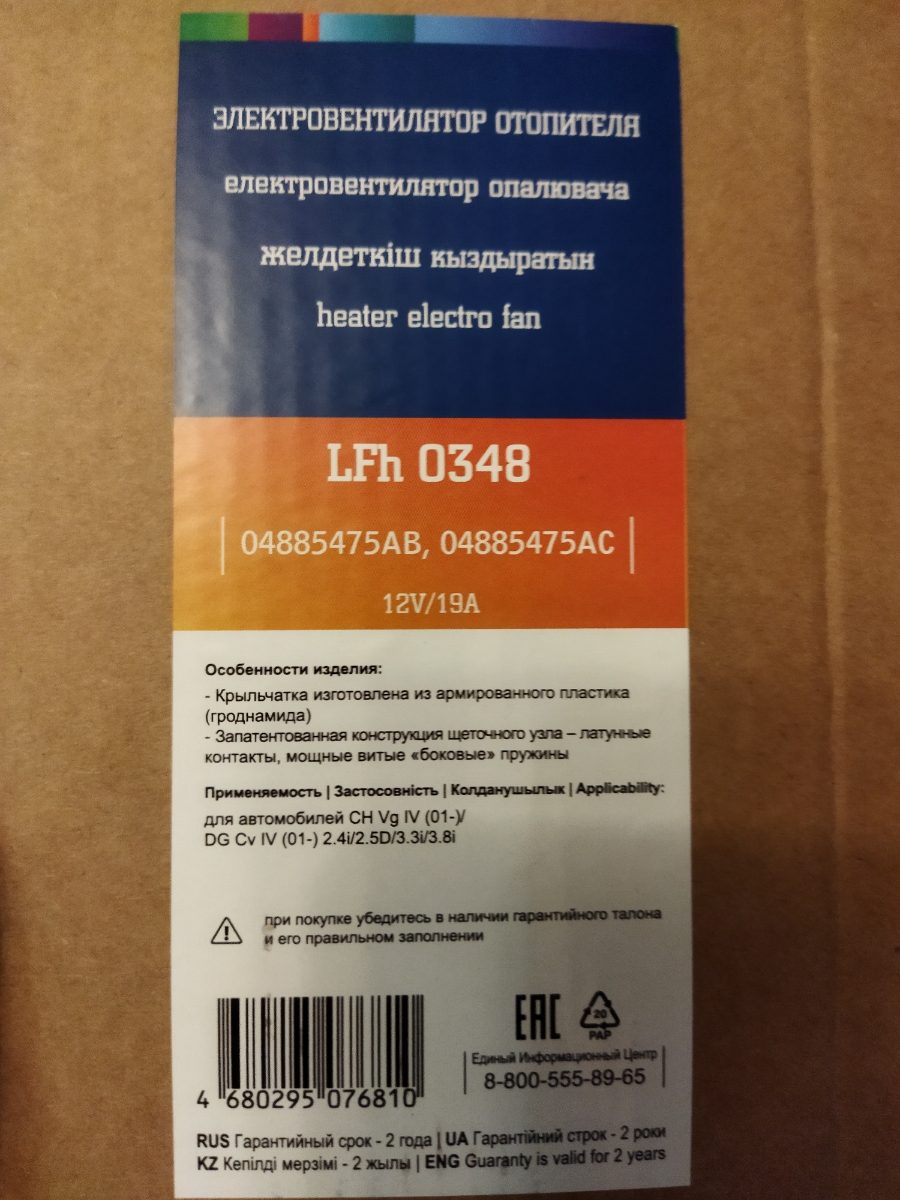 ЭЛЕКТРОВЕНТИЛЯТОР ОТОПИТЕЛЯ
електровентилятор опалювача
желдеткіш кыздыратын
heater electro fan
LFh 0348
04885475AB, 04885475AC
12V/19A
Особенности изделия:
- Крыльчатка изготовлена из армированного пластика
(гроднамида)
- Запатентованная конструкция щеточного узла – латунные
контакты, мощные витые «боковые» пружины
Применяемость | Застосовність | Колданушылык | Applicability:
для автомобилей CH Vg IV (01-)/
DG Cv IV (01-) 2.4i/2.5D/3.3i/3.8i
при покупке убедитесь в наличии гарантийного талона
и его правильном заполнении
EAC
20
PAP
Единый Информационный Центр
8-800-555-89-65
4 680295 076810
RUS Гарантийный срок - 2 года | UA Гарантійний строк - 2 роки
KZ Кепілді мерзімі - 2 жылы | ENG Guaranty is valid for 2 years